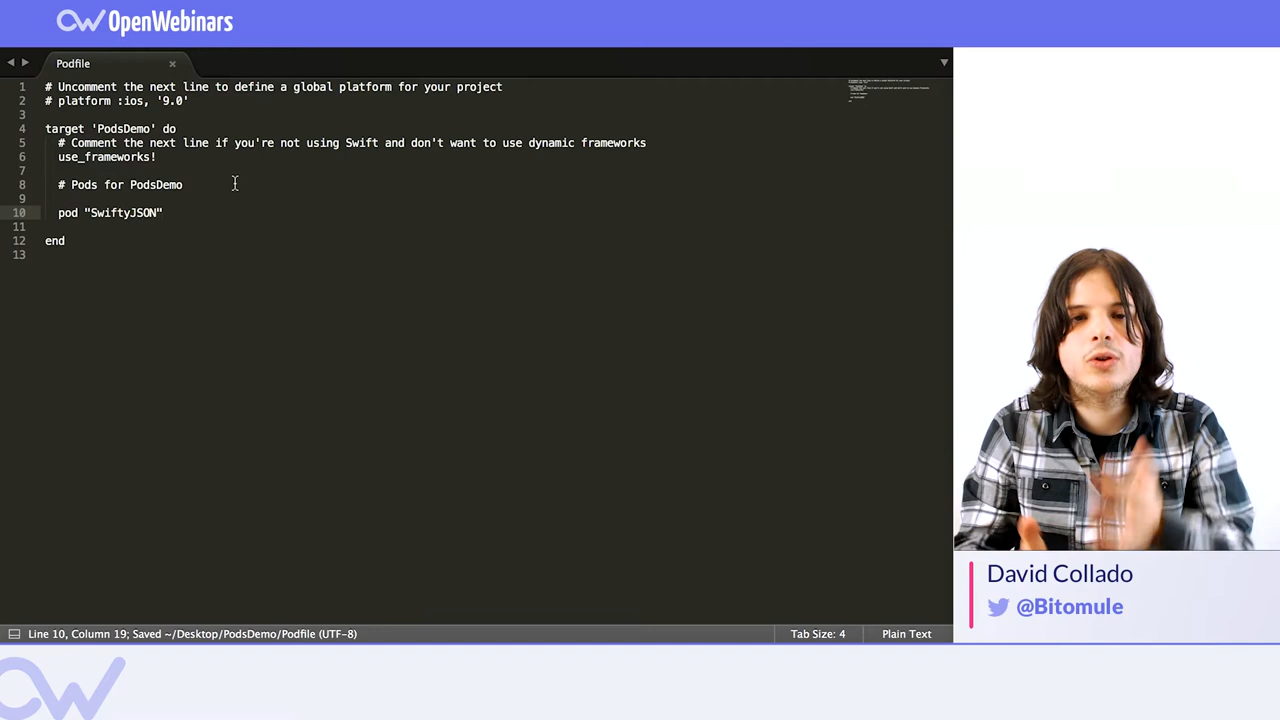 OpenWebinars
Podfile
1 # Uncomment the next line to define a global platform for your project
2 # platform :ios, '9.0'
3
4 target 'PodsDemo' do
5 # Comment the next line if you're not using Swift and don't want to use dynamic frameworks
6 use_frameworks!
7
8 # Pods for PodsDemo
9
10 pod "SwiftyJSON"
11
12 end
13
David Collado
@Bitomule
Line 10, Column 19; Saved ~/Desktop/PodsDemo/Podfile (UTF-8)
Tab Size: 4
Plain Text